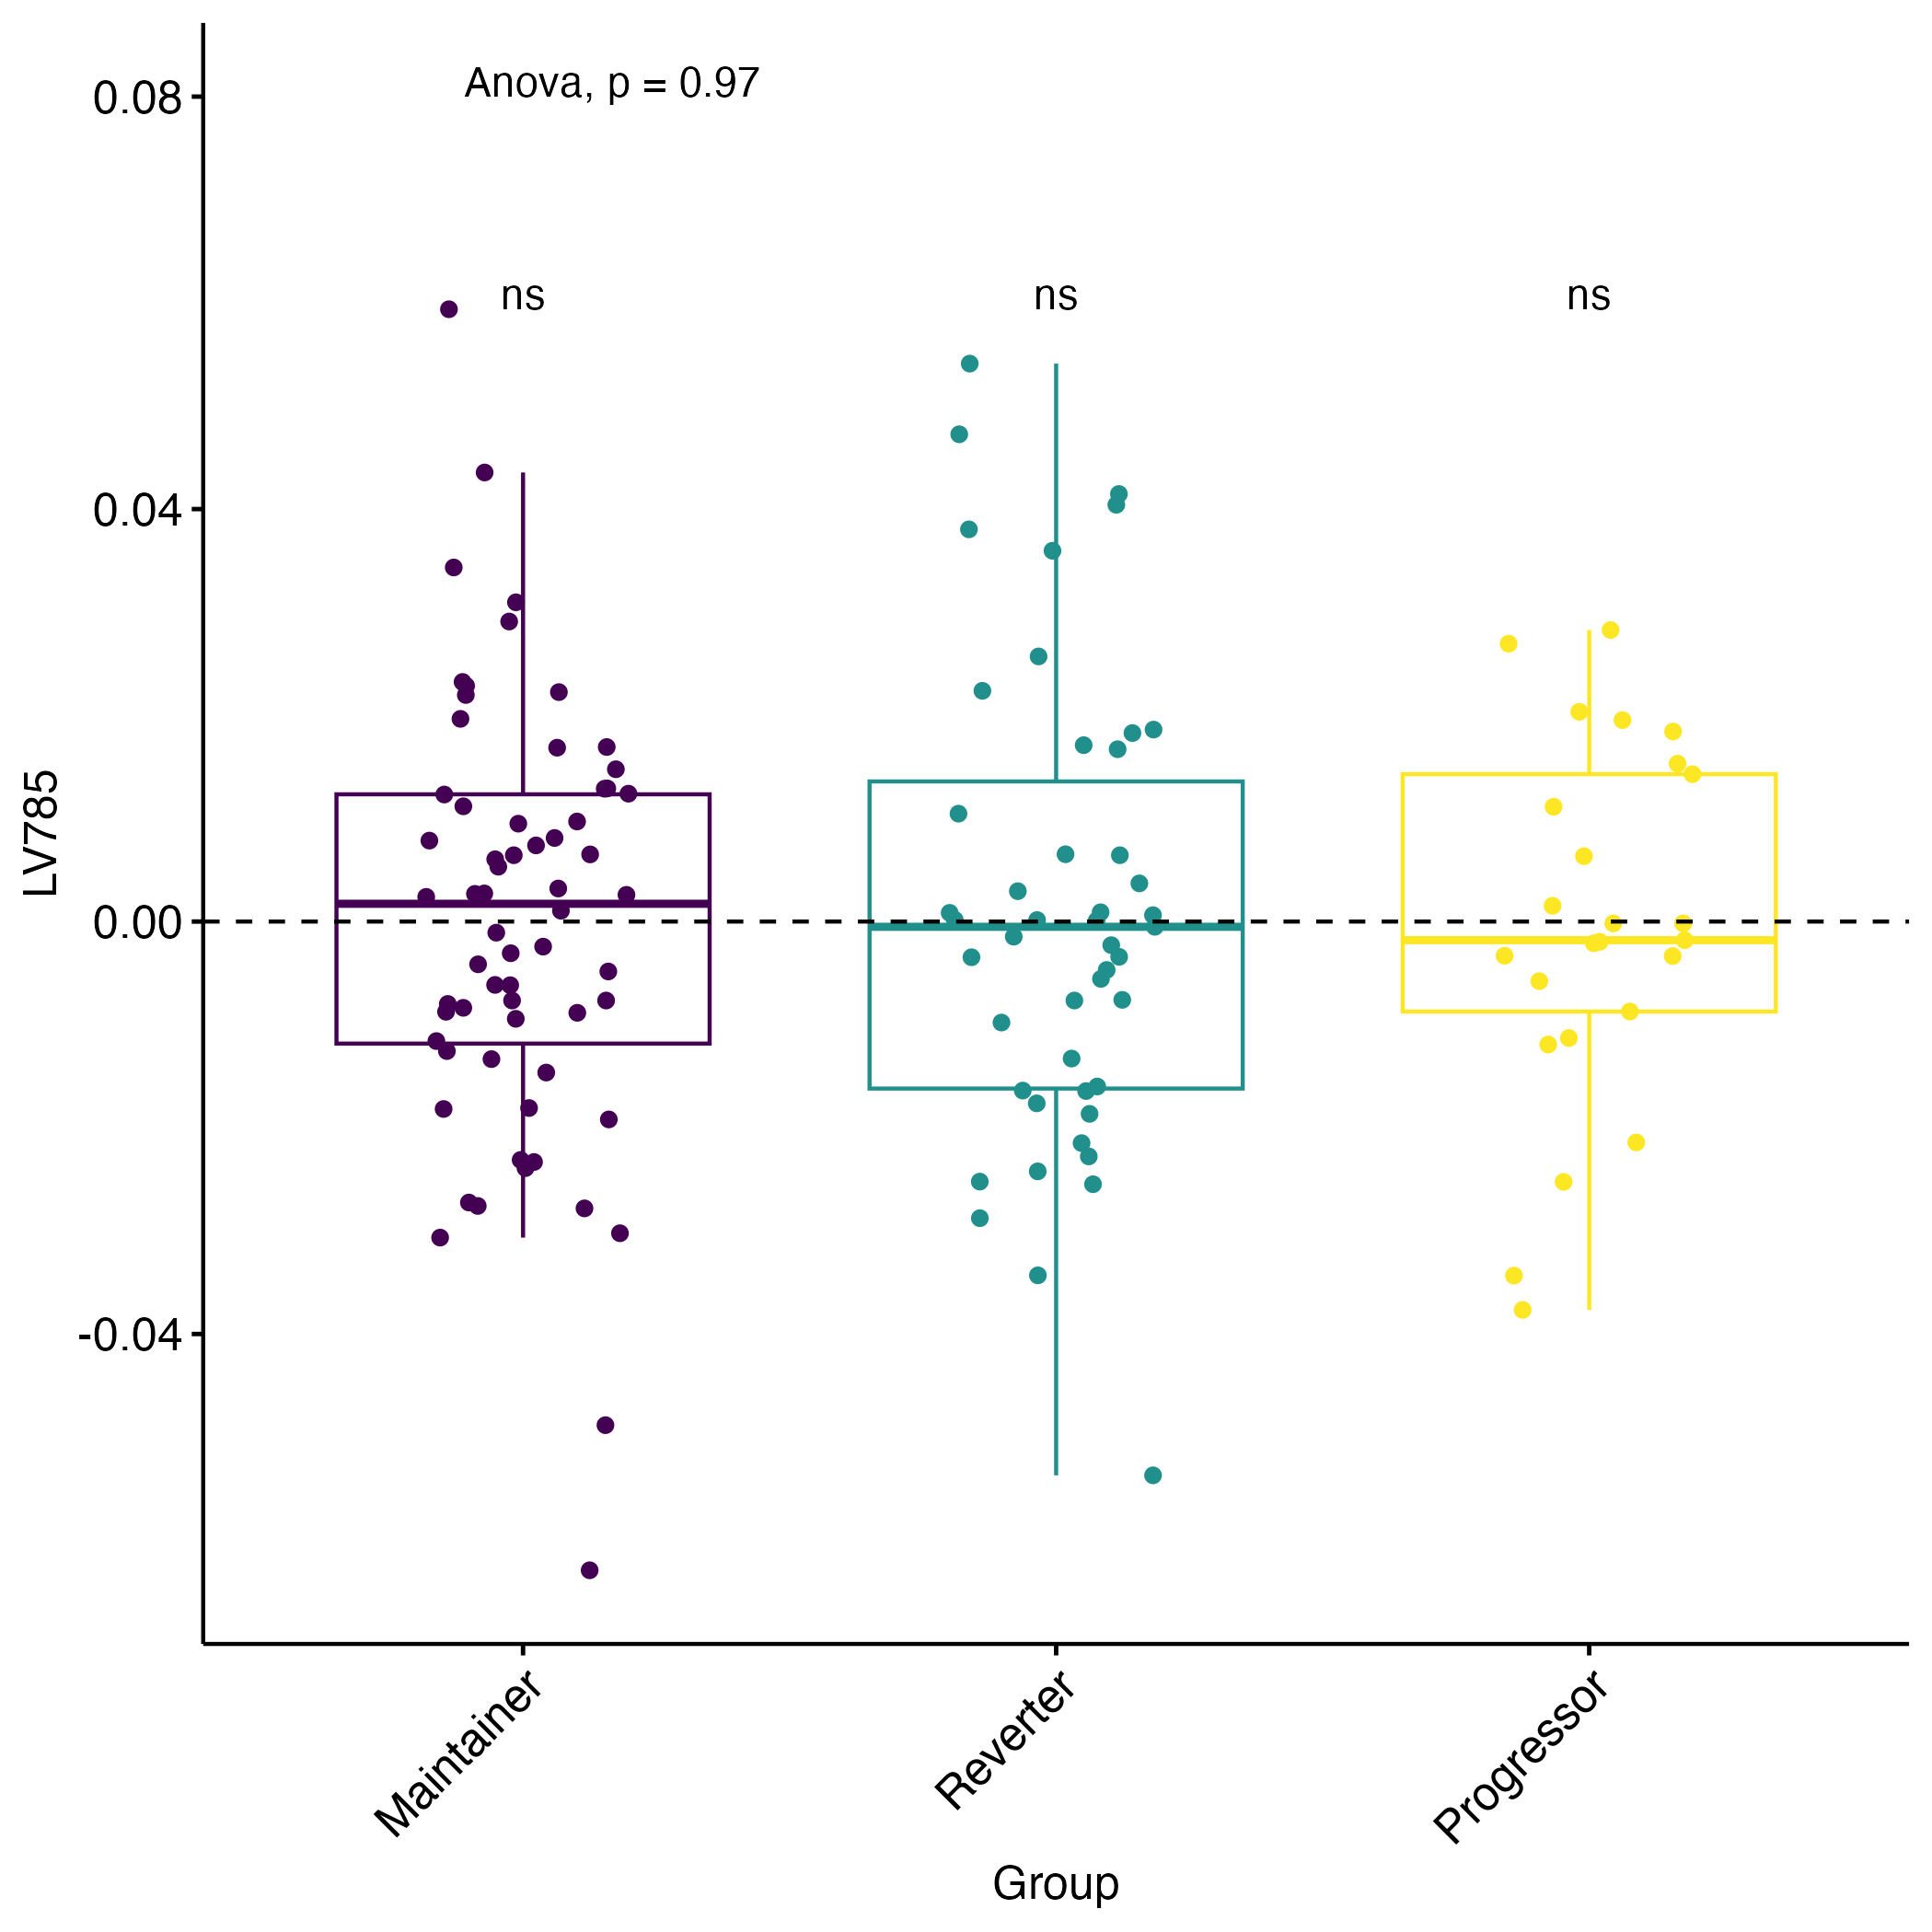 Anova, p = 0.97
0.08
0.04
0.00
-0.04
LV785
ns
ns
ns
Maintainer
Reverter
Progressor
Group